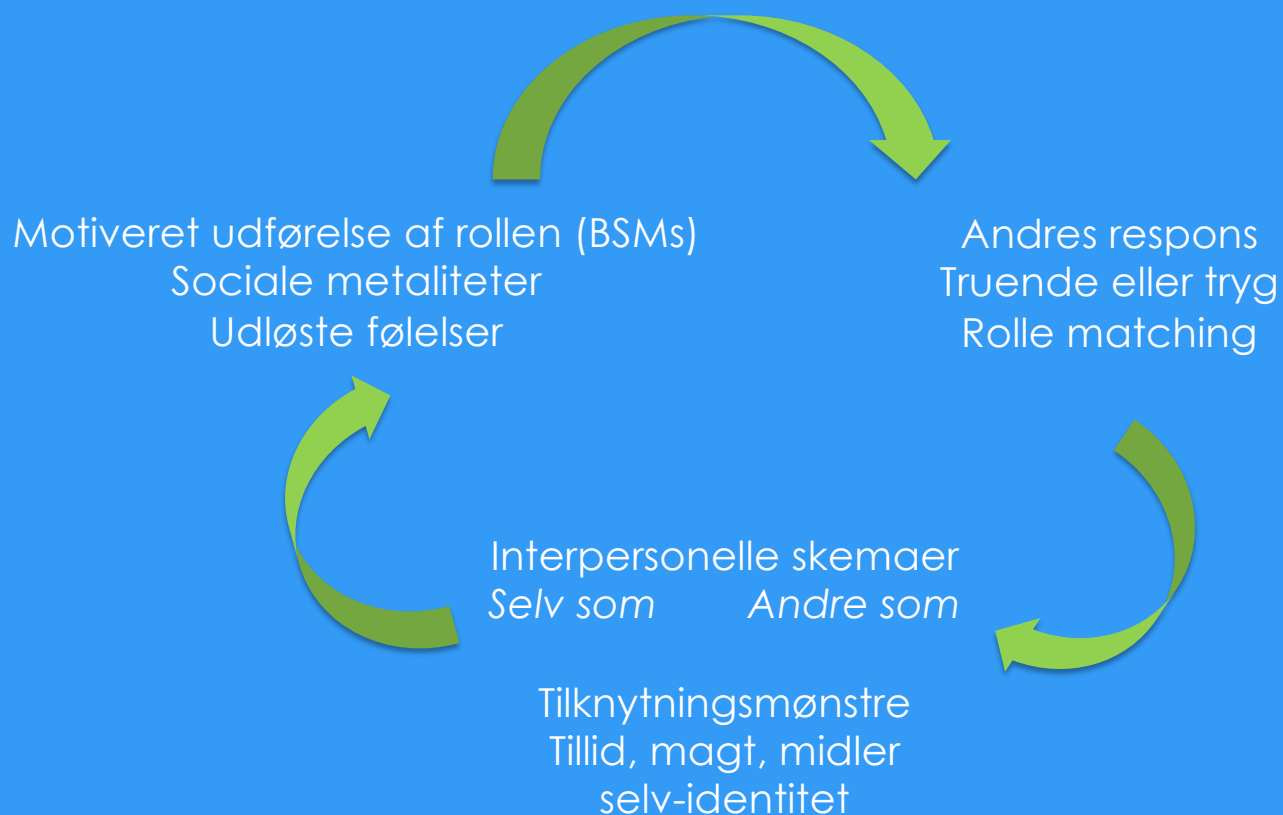 Motiveret udførelse af rollen (BSMs)
Sociale metaliteter
Udløste følelser
Andres respons
Truende eller tryg
Rolle matching
Interpersonelle skemaer
Selv som Andre som
Tilknytningsmønstre
Tillid, magt, midler
selv-identitet